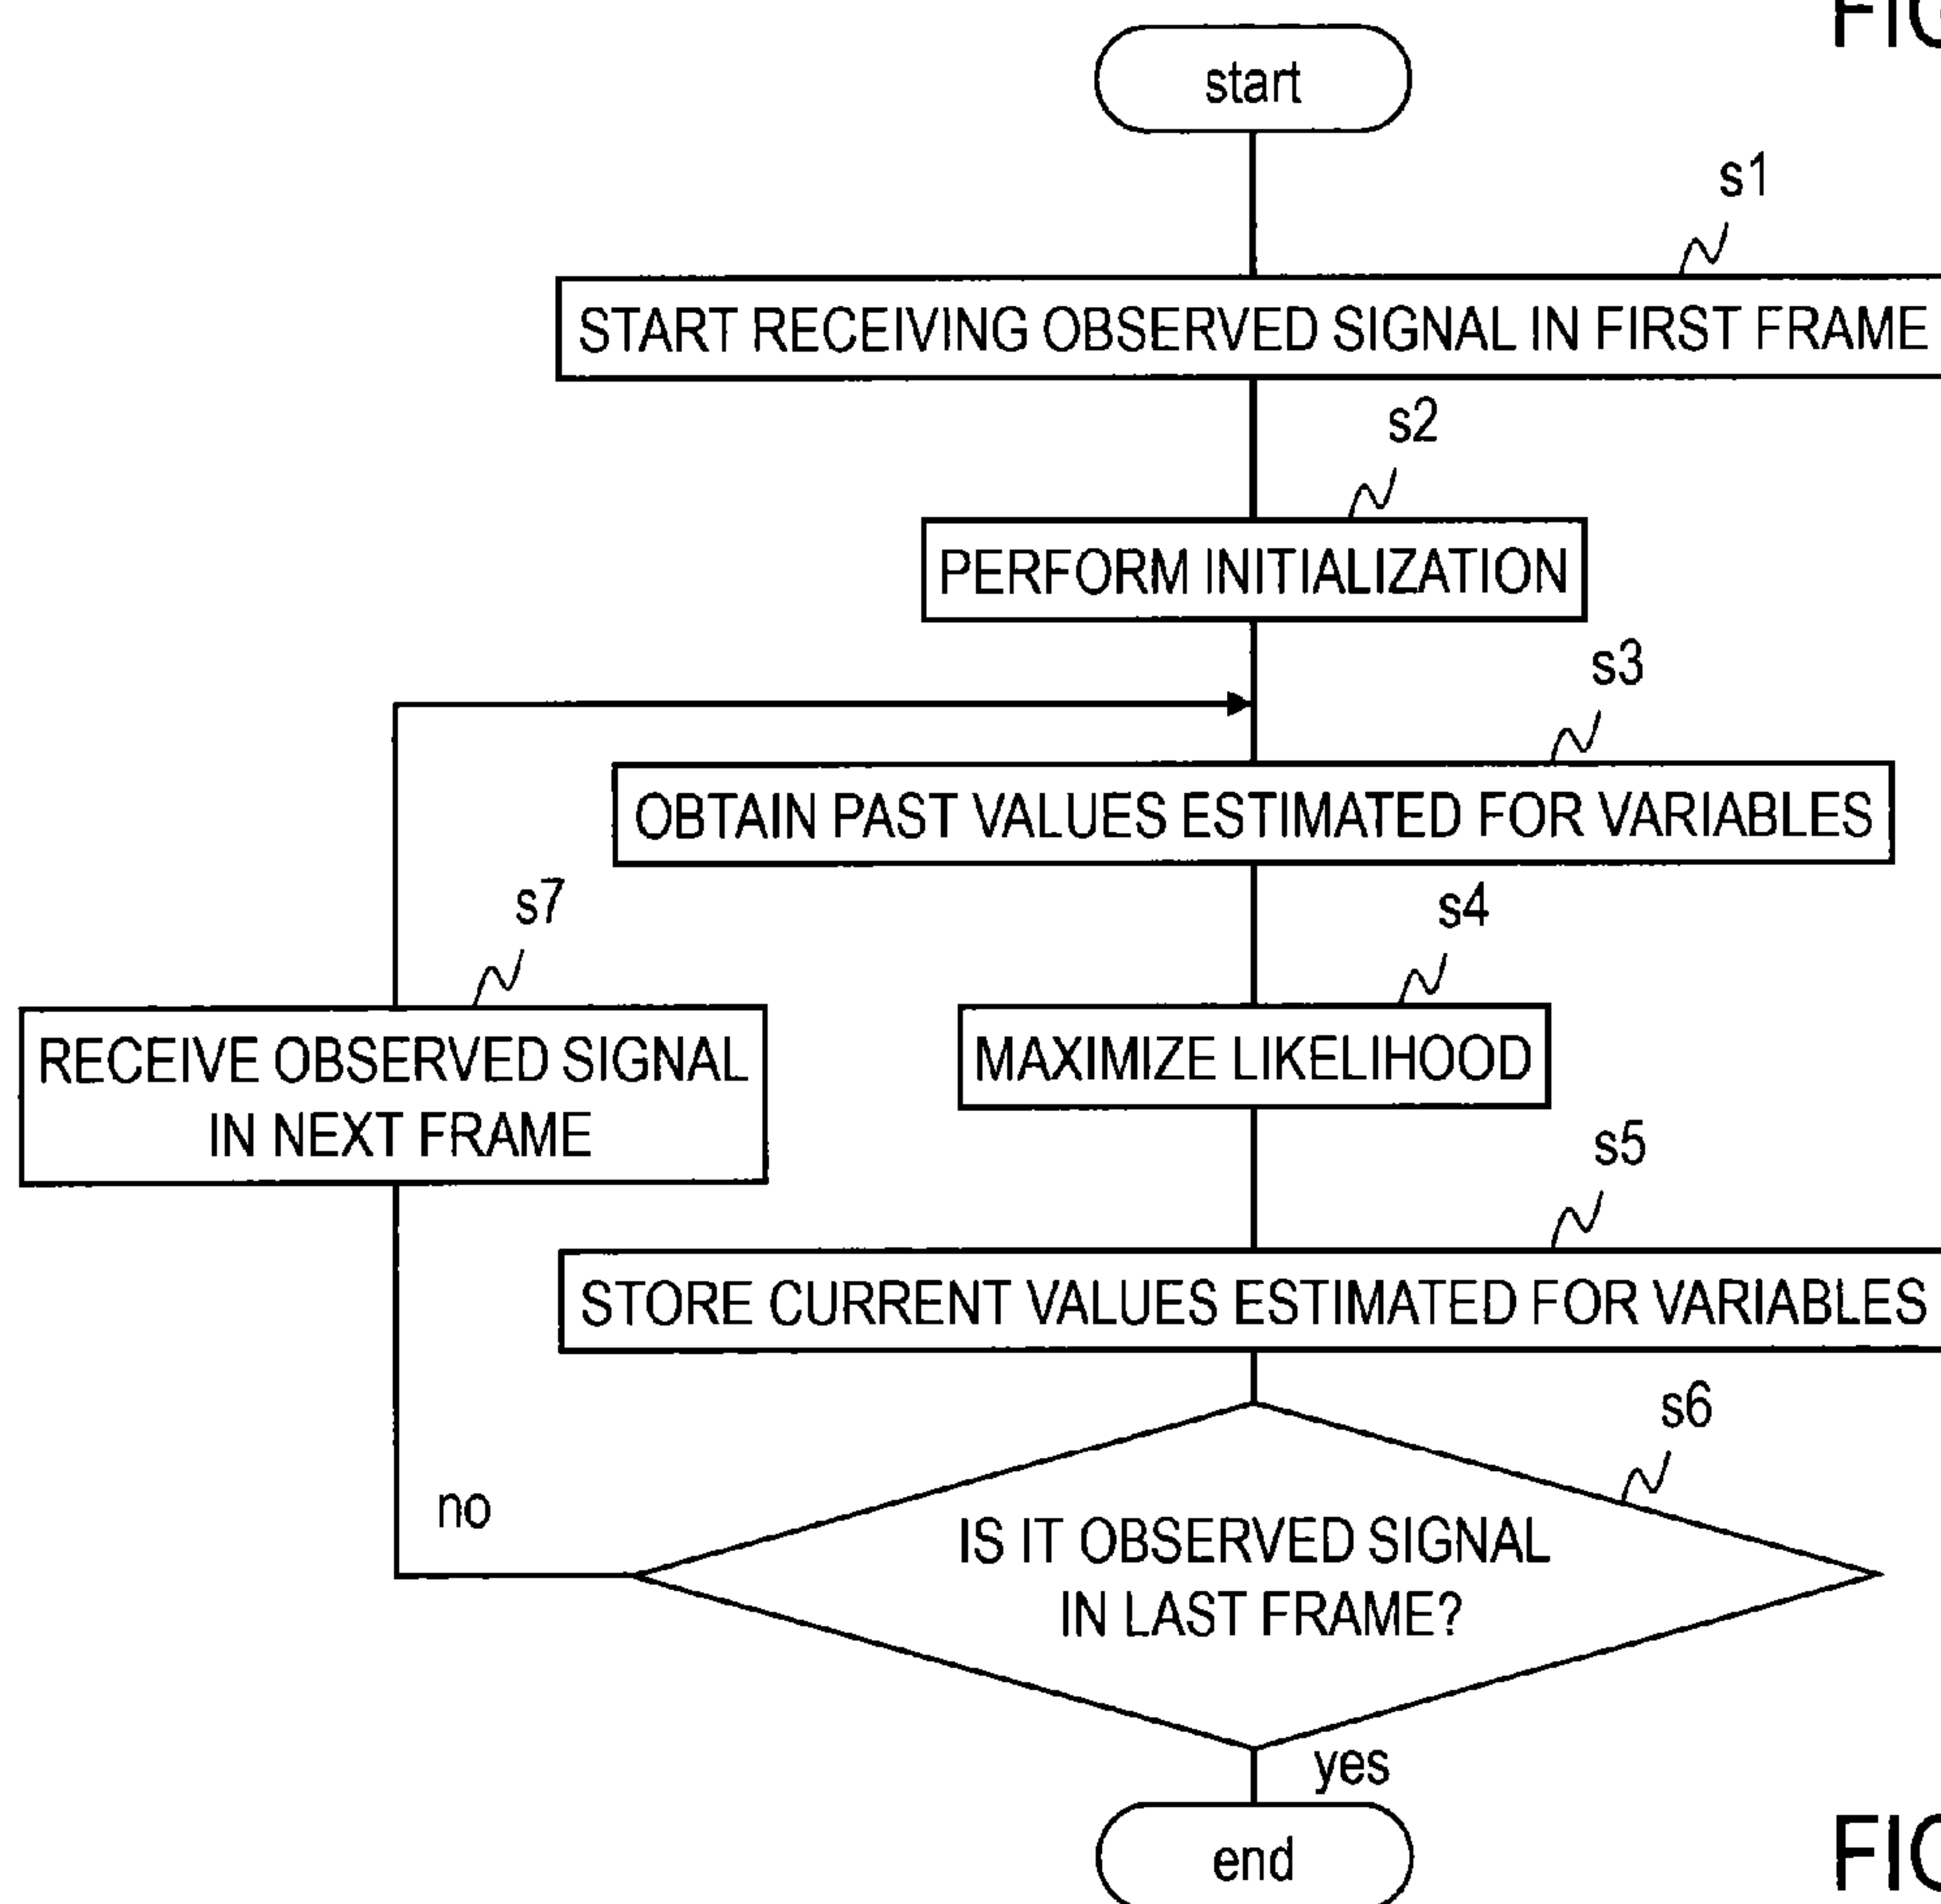 FIG
start
s1
START RECEIVING OBSERVED SIGNAL IN FIRST FRAME
s2
PERFORM INITIALIZATION
s3
OBTAIN PAST VALUES ESTIMATED FOR VARIABLES
s7
s4
RECEIVE OBSERVED SIGNAL
IN NEXT FRAME
MAXIMIZE LIKELIHOOD
s5
STORE CURRENT VALUES ESTIMATED FOR VARIABLES
s6
no
IS IT OBSERVED SIGNAL
IN LAST FRAME?
yes
end
FIG